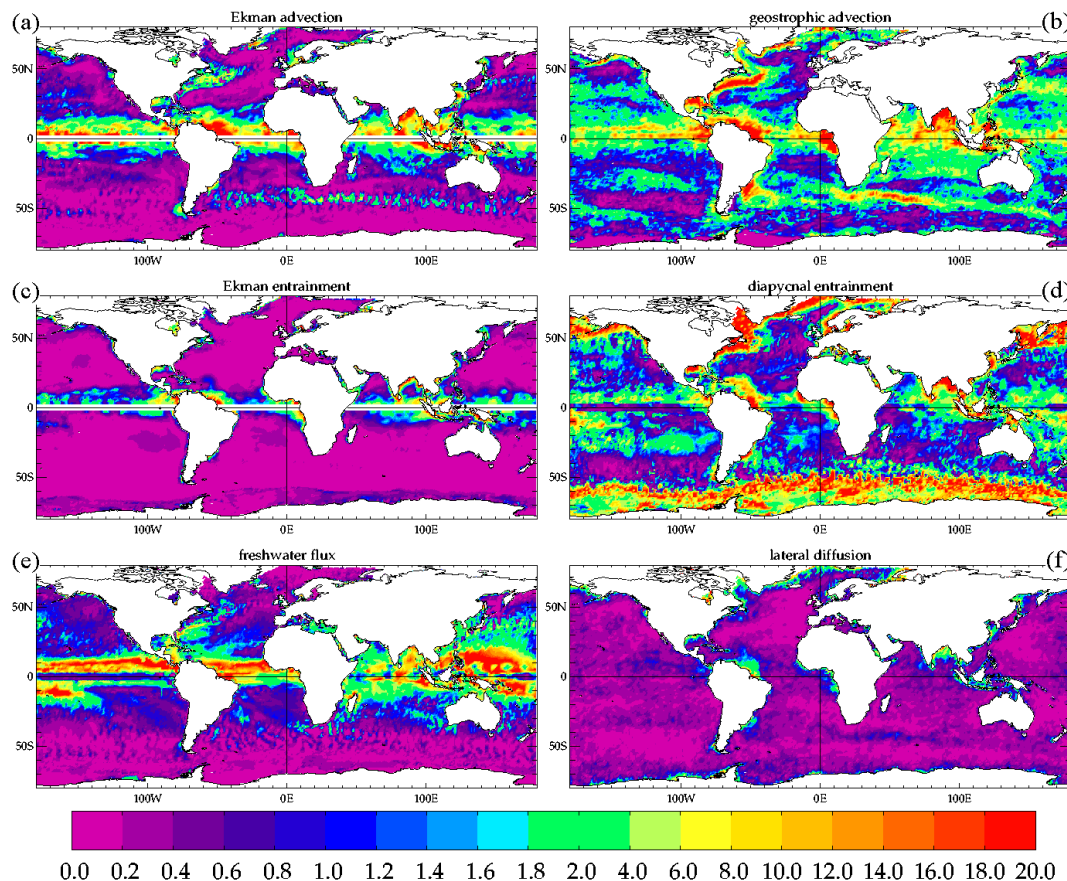 (a) Ekman advection
geostrophic advection (b)
50N
0
50S
100W 0E 100E
50N
0
50S
100W 0E 100E
(c) Ekman entrainment
diapycnal entrainment (d)
50N
0
50S
100W 0E 100E
50N
0
50S
100W 0E 100E
(e) freshwater flux
lateral diffusion (f)
50N
0
50S
100W 0E 100E
50N
0
50S
100W 0E 100E
0.0 0.2 0.4 0.6 0.8 1.0 1.2 1.4 1.6 1.8 2.0 4.0 6.0 8.0 10.0 12.0 14.0 16.0 18.0 20.0